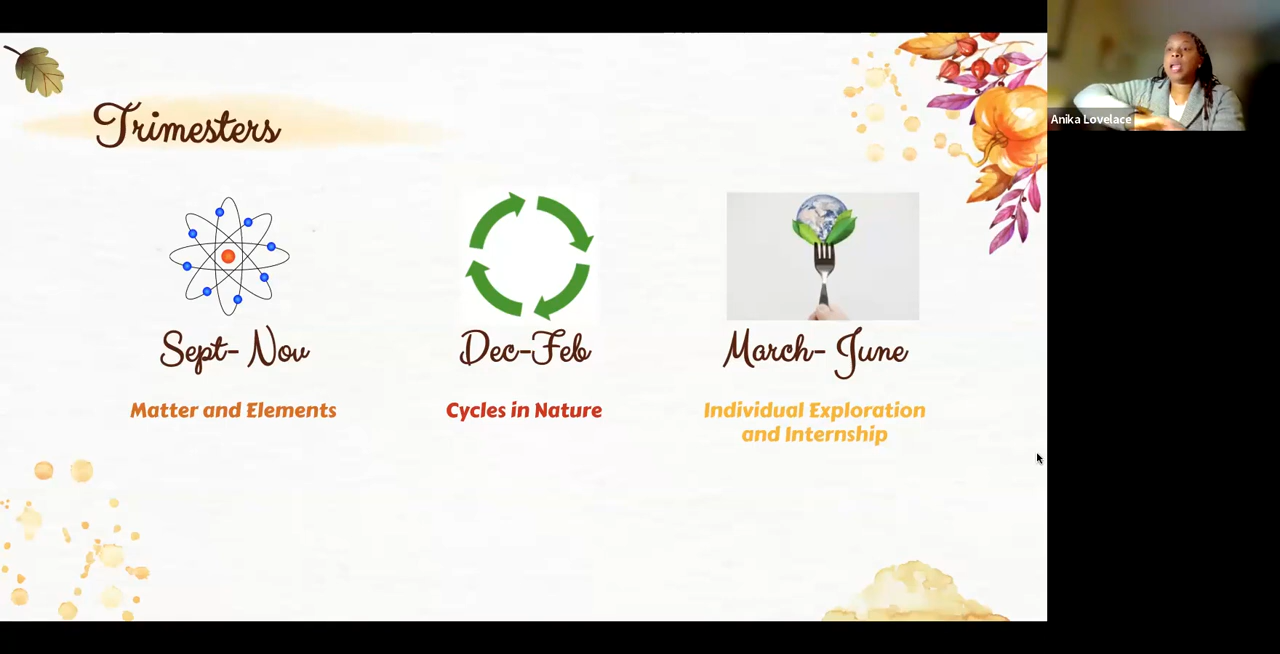 Trimesters
Sept- Nov
Matter and Elements
Dec-Feb
Cycles in Nature
March- June
Individual Exploration
and Internship
Anika Lovelace